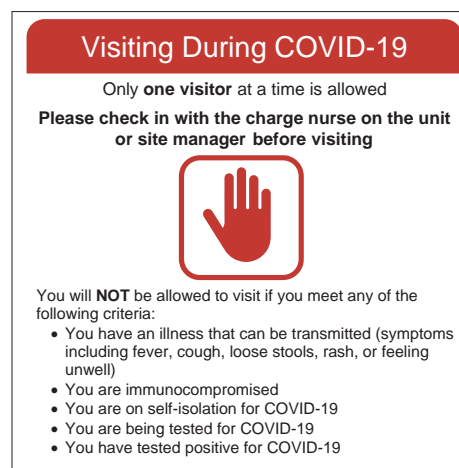 Visiting During COVID-19
Only one visitor at a time is allowed
Please check in with the charge nurse on the unit
or site manager before visiting
You will NOT be allowed to visit if you meet any of the
following criteria:
• You have an illness that can be transmitted (symptoms
including fever, cough, loose stools, rash, or feeling
unwell)
• You are immunocompromised
• You are on self-isolation for COVID-19
• You are being tested for COVID-19
• You have tested positive for COVID-19